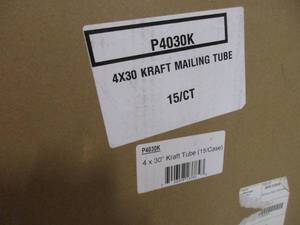 P4030K
4X30 KRAFT MAILING TUBE
15/CT
P4030K
4 x 30" Kraft Tube (15/Case)